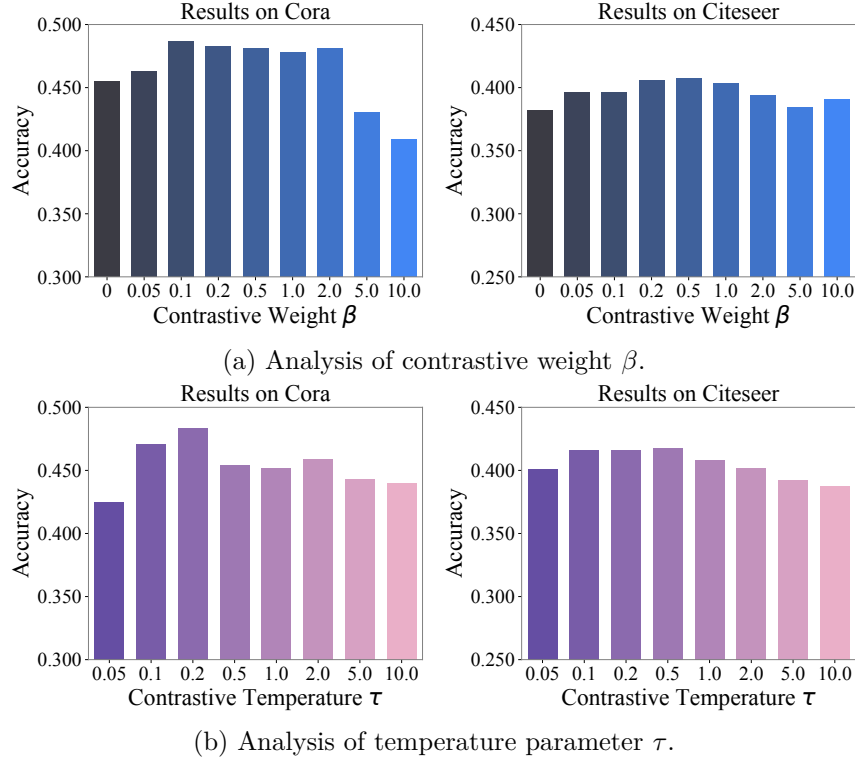 Results on Cora
Results on Citeseer
0.500
0.450
0.400
0.350
0.300
Accuracy
0 0.05 0.1 0.2 0.5 1.0 2.0 5.0 10.0
Contrastive Weight β
0.450
0.400
0.350
0.300
0.250
Accuracy
0 0.05 0.1 0.2 0.5 1.0 2.0 5.0 10.0
Contrastive Weight β
(a) Analysis of contrastive weight β.
Results on Cora
Results on Citeseer
0.500
0.450
0.400
0.350
0.300
Accuracy
0.05 0.1 0.2 0.5 1.0 2.0 5.0 10.0
Contrastive Temperature τ
0.450
0.400
0.350
0.300
0.250
Accuracy
0.05 0.1 0.2 0.5 1.0 2.0 5.0 10.0
Contrastive Temperature τ
(b) Analysis of temperature parameter τ.